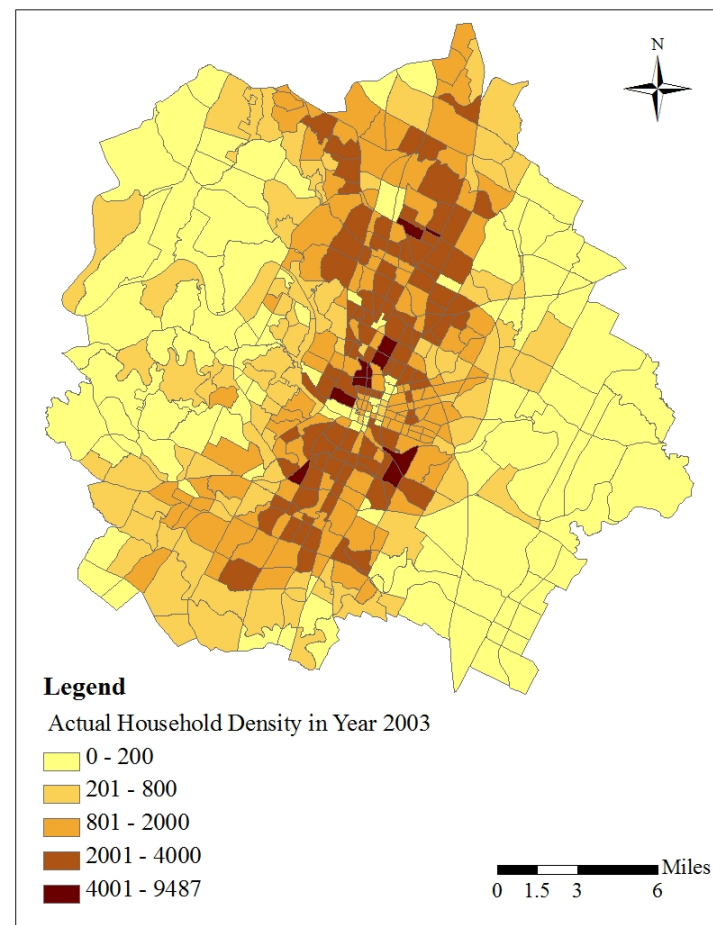 N
Legend
Actual Household Density in Year 2003
0 - 200
201 - 800
801 - 2000
2001 - 4000
4001 - 9487
Miles
0 1.5 3 6